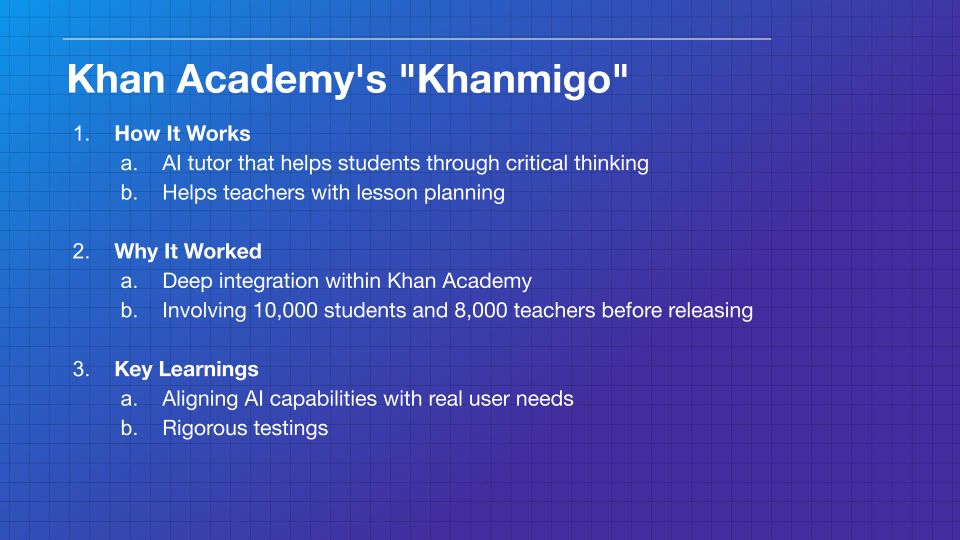 Khan Academy's "Khanmigo"
1. How It Works
a. AI tutor that helps students through critical thinking
b. Helps teachers with lesson planning
2. Why It Worked
a. Deep integration within Khan Academy
b. Involving 10,000 students and 8,000 teachers before releasing
3. Key Learnings
a. Aligning AI capabilities with real user needs
b. Rigorous testings